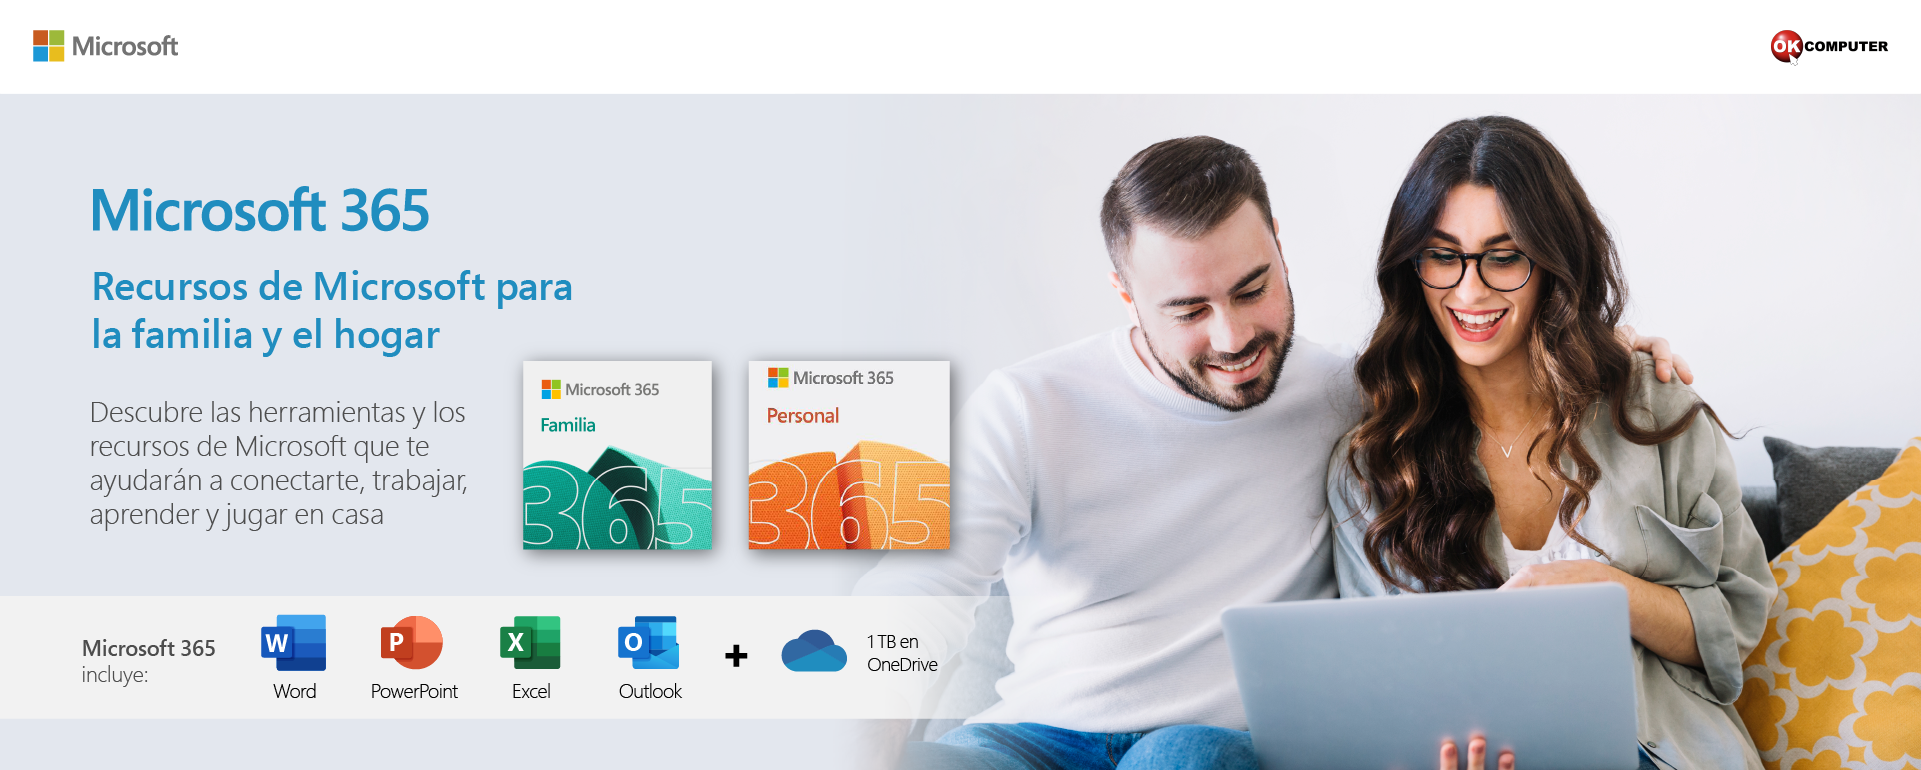 Microsoft
OK COMPUTER
Microsoft 365
Recursos de Microsoft para
la familia y el hogar
Descubre las herramientas y los
recursos de Microsoft que te
ayudarán a conectarte, trabajar,
aprender y jugar en casa
Microsoft 365
Familia
365
Microsoft 365
Personal
365
Microsoft 365
incluye:
W
Word
P
PowerPoint
X
Excel
O
Outlook
+
1 TB en
OneDrive